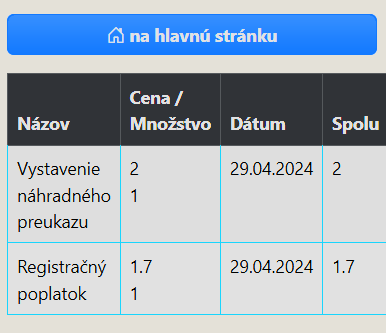 na hlavnú stránku
Názov Cena / Množstvo Dátum Spolu
Vystavenie náhradného preukazu 2 1 29.04.2024 2
Registračný poplatok 1.7 1 29.04.2024 1.7